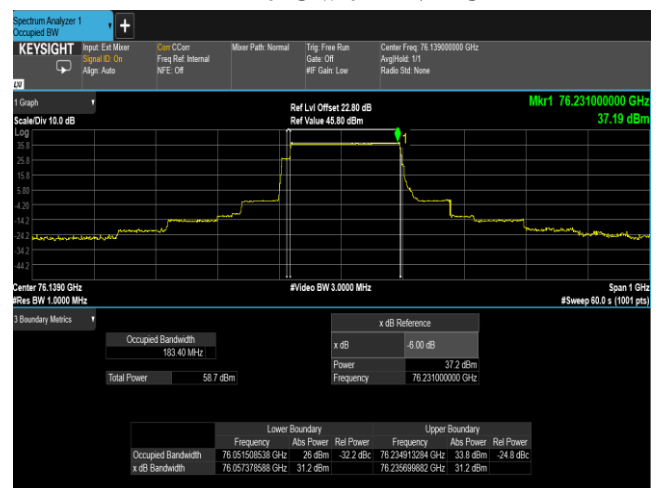 Spectrum Analyzer 1
Occupied BW
+
KEYSIGHT Input: Ext Mixer Corr CCorr Mixer Path: Normal Trig: Free Run Center Freq: 76.139000000 GHz
Signal ID: On Freq Ref: Internal Gate: Off Avg|Hold: 1/1
Align: Auto NFE: Off #IF Gain: Low Radio Std: None
LXI
1 Graph Ref Lvl Offset 22.80 dB Mkr1 76.231000000 GHz
Scale/Div 10.0 dB Ref Value 45.80 dBm 37.19 dBm
Log
35.8
1
25.8
15.8
5.80
-4.20
-14.2
-24.2
-34.2
-44.2
Center 76.1390 GHz #Video BW 3.0000 MHz Span 1 GHz
#Res BW 1.0000 MHz #Sweep 60.0 s (1001 pts)
3 Boundary Metrics
x dB Reference
Occupied Bandwidth
183.40 MHz
x dB -6.00 dB
Power 37.2 dBm
Total Power 58.7 dBm Frequency 76.231000000 GHz
Lower Boundary Upper Boundary
Frequency Abs Power Rel Power Frequency Abs Power Rel Power
Occupied Bandwidth 76.051508538 GHz 26 dBm -32.2 dBc 76.234913284 GHz 33.8 dBm -24.8 dBc
x dB Bandwidth 76.057378588 GHz 31.2 dBm 76.235699882 GHz 31.2 dBm